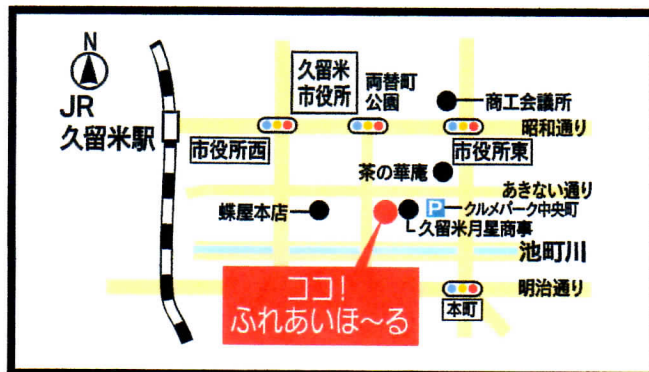 N
JR
久留米駅
久留米
市役所
両替町
公園
商工会議所
昭和通り
市役所西
市役所東
茶の華庵
あきない通り
蝶屋本店
P クルメパーク中央町
久留米月星商事
池町川
ココ!
ふれあいほ〜る
明治通り
本町